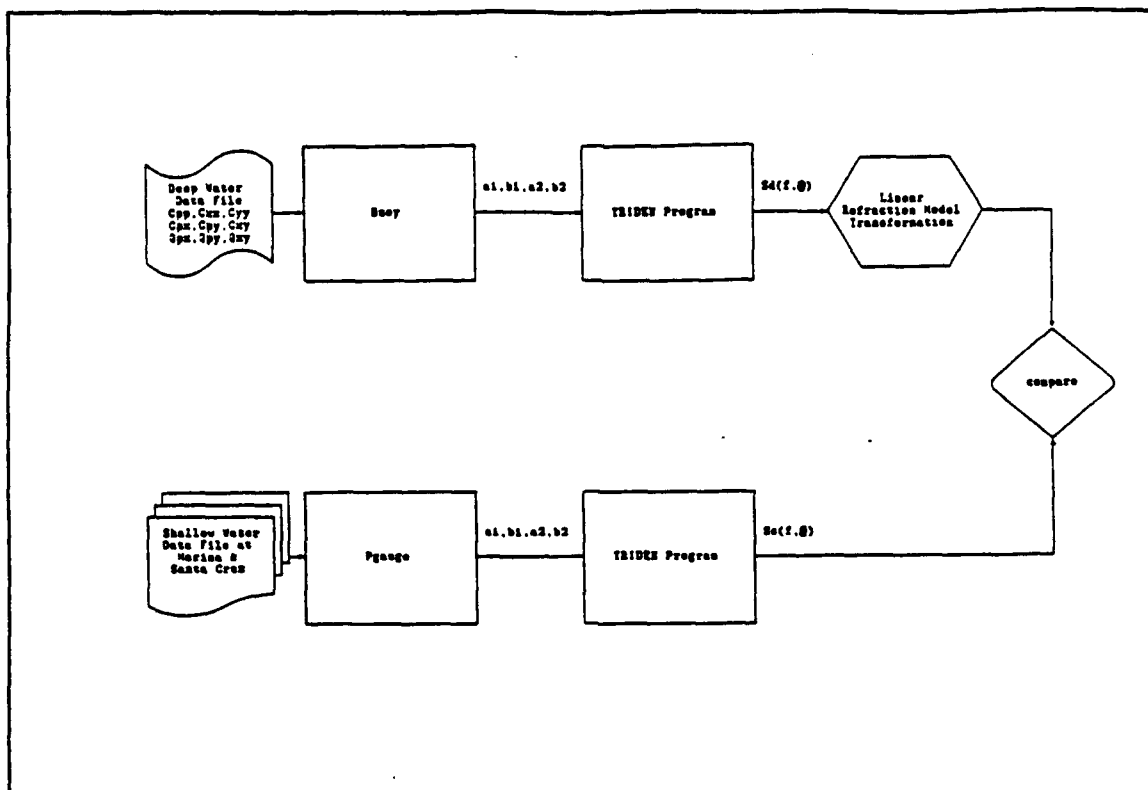 Deep Water
Data File
Cpp.Cxx.Cyy
Cpx.Cpy.Cxy
Qpx.Qpy.Qxy
Buoy
a1.b1.a2.b2
TRIDEN Program
Sd(f.@)
Linear
Refraction Model
Transformation
compare
Shallow Water
Data File at
Marina &
Santa Cruz
Pgauge
a1.b1.a2.b2
TRIDEN Program